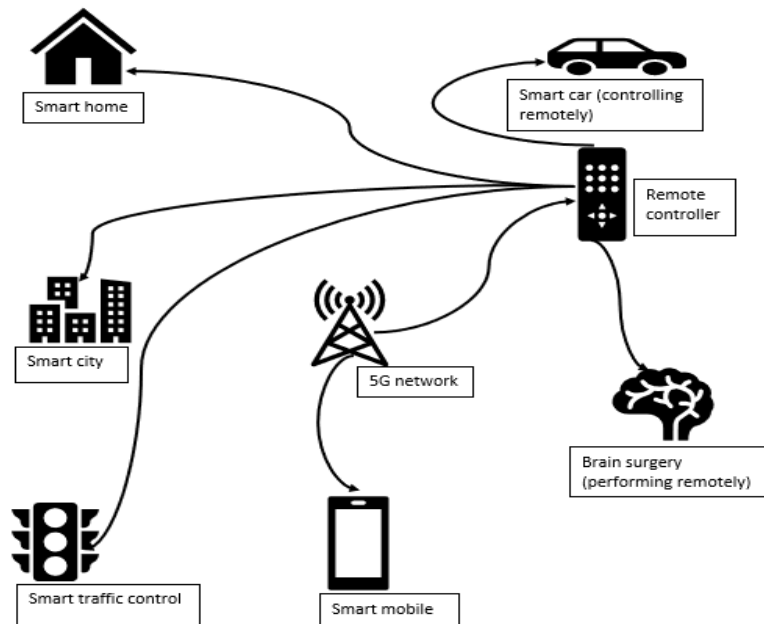 Smart home
Smart car (controlling
remotely)
Remote
controller
Smart city
5G network
Brain surgery
(performing remotely)
Smart traffic control
Smart mobile